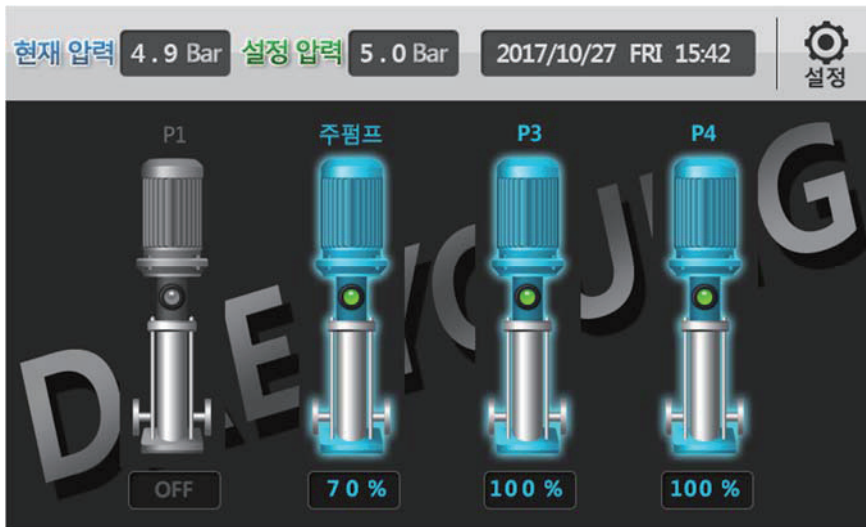 현재 압력 4.9 Bar 설정 압력 5.0 Bar 2017/10/27 FRI 15:42
설정
P1 주펌프 P3 P4
DAEYOUNG
OFF 70 % 100 % 100 %